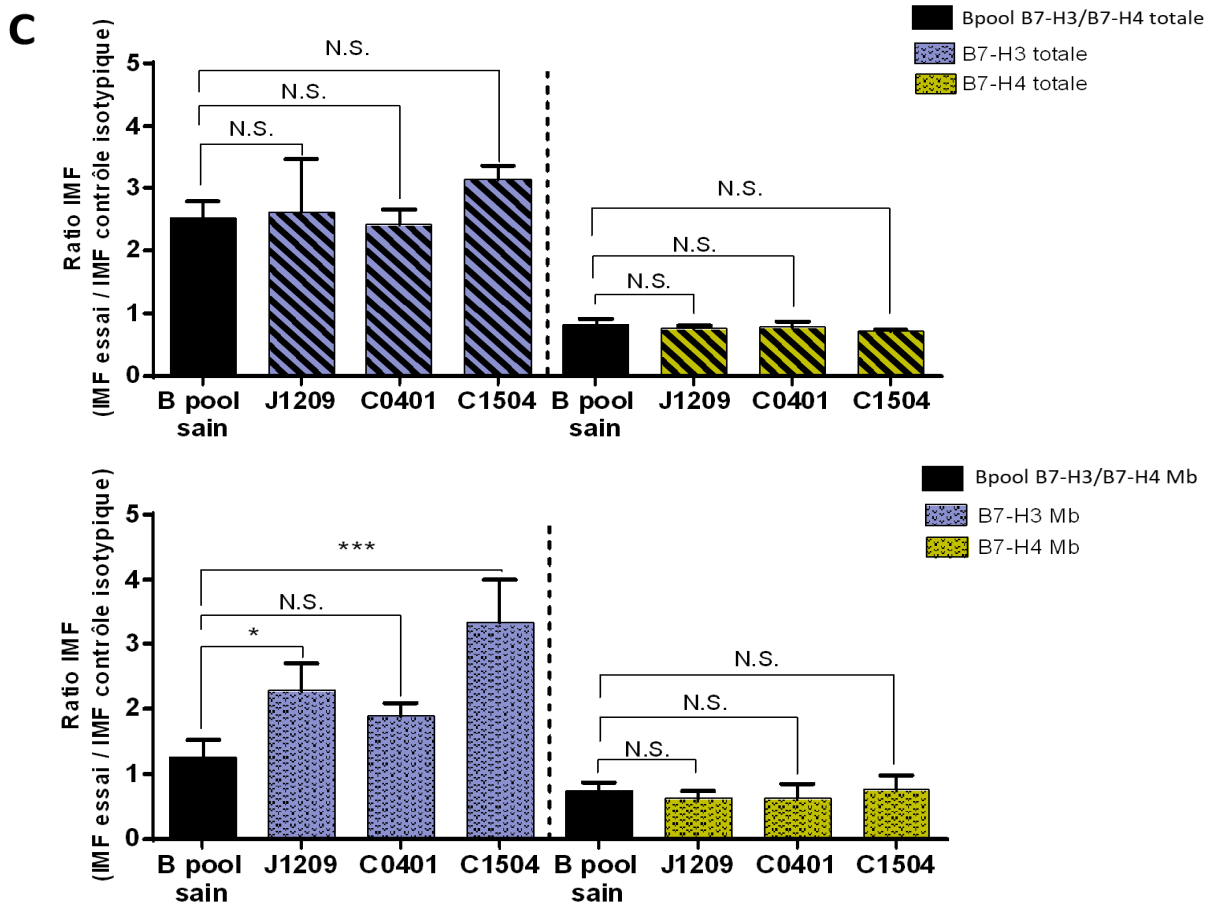 C
Bpool B7-H3/B7-H4 totale
B7-H3 totale
B7-H4 totale
Ratio IMF
(IMF essai / IMF contrôle isotypique)
5
4
3
2
1
0
N.S.
N.S.
N.S.
N.S.
N.S.
N.S.
B pool
sain
J1209
C0401
C1504
B pool
sain
J1209
C0401
C1504
Bpool B7-H3/B7-H4 Mb
B7-H3 Mb
B7-H4 Mb
Ratio IMF
(IMF essai / IMF contrôle isotypique)
5
4
3
2
1
0
***
N.S.
*
N.S.
N.S.
N.S.
B pool
sain
J1209
C0401
C1504
B pool
sain
J1209
C0401
C1504